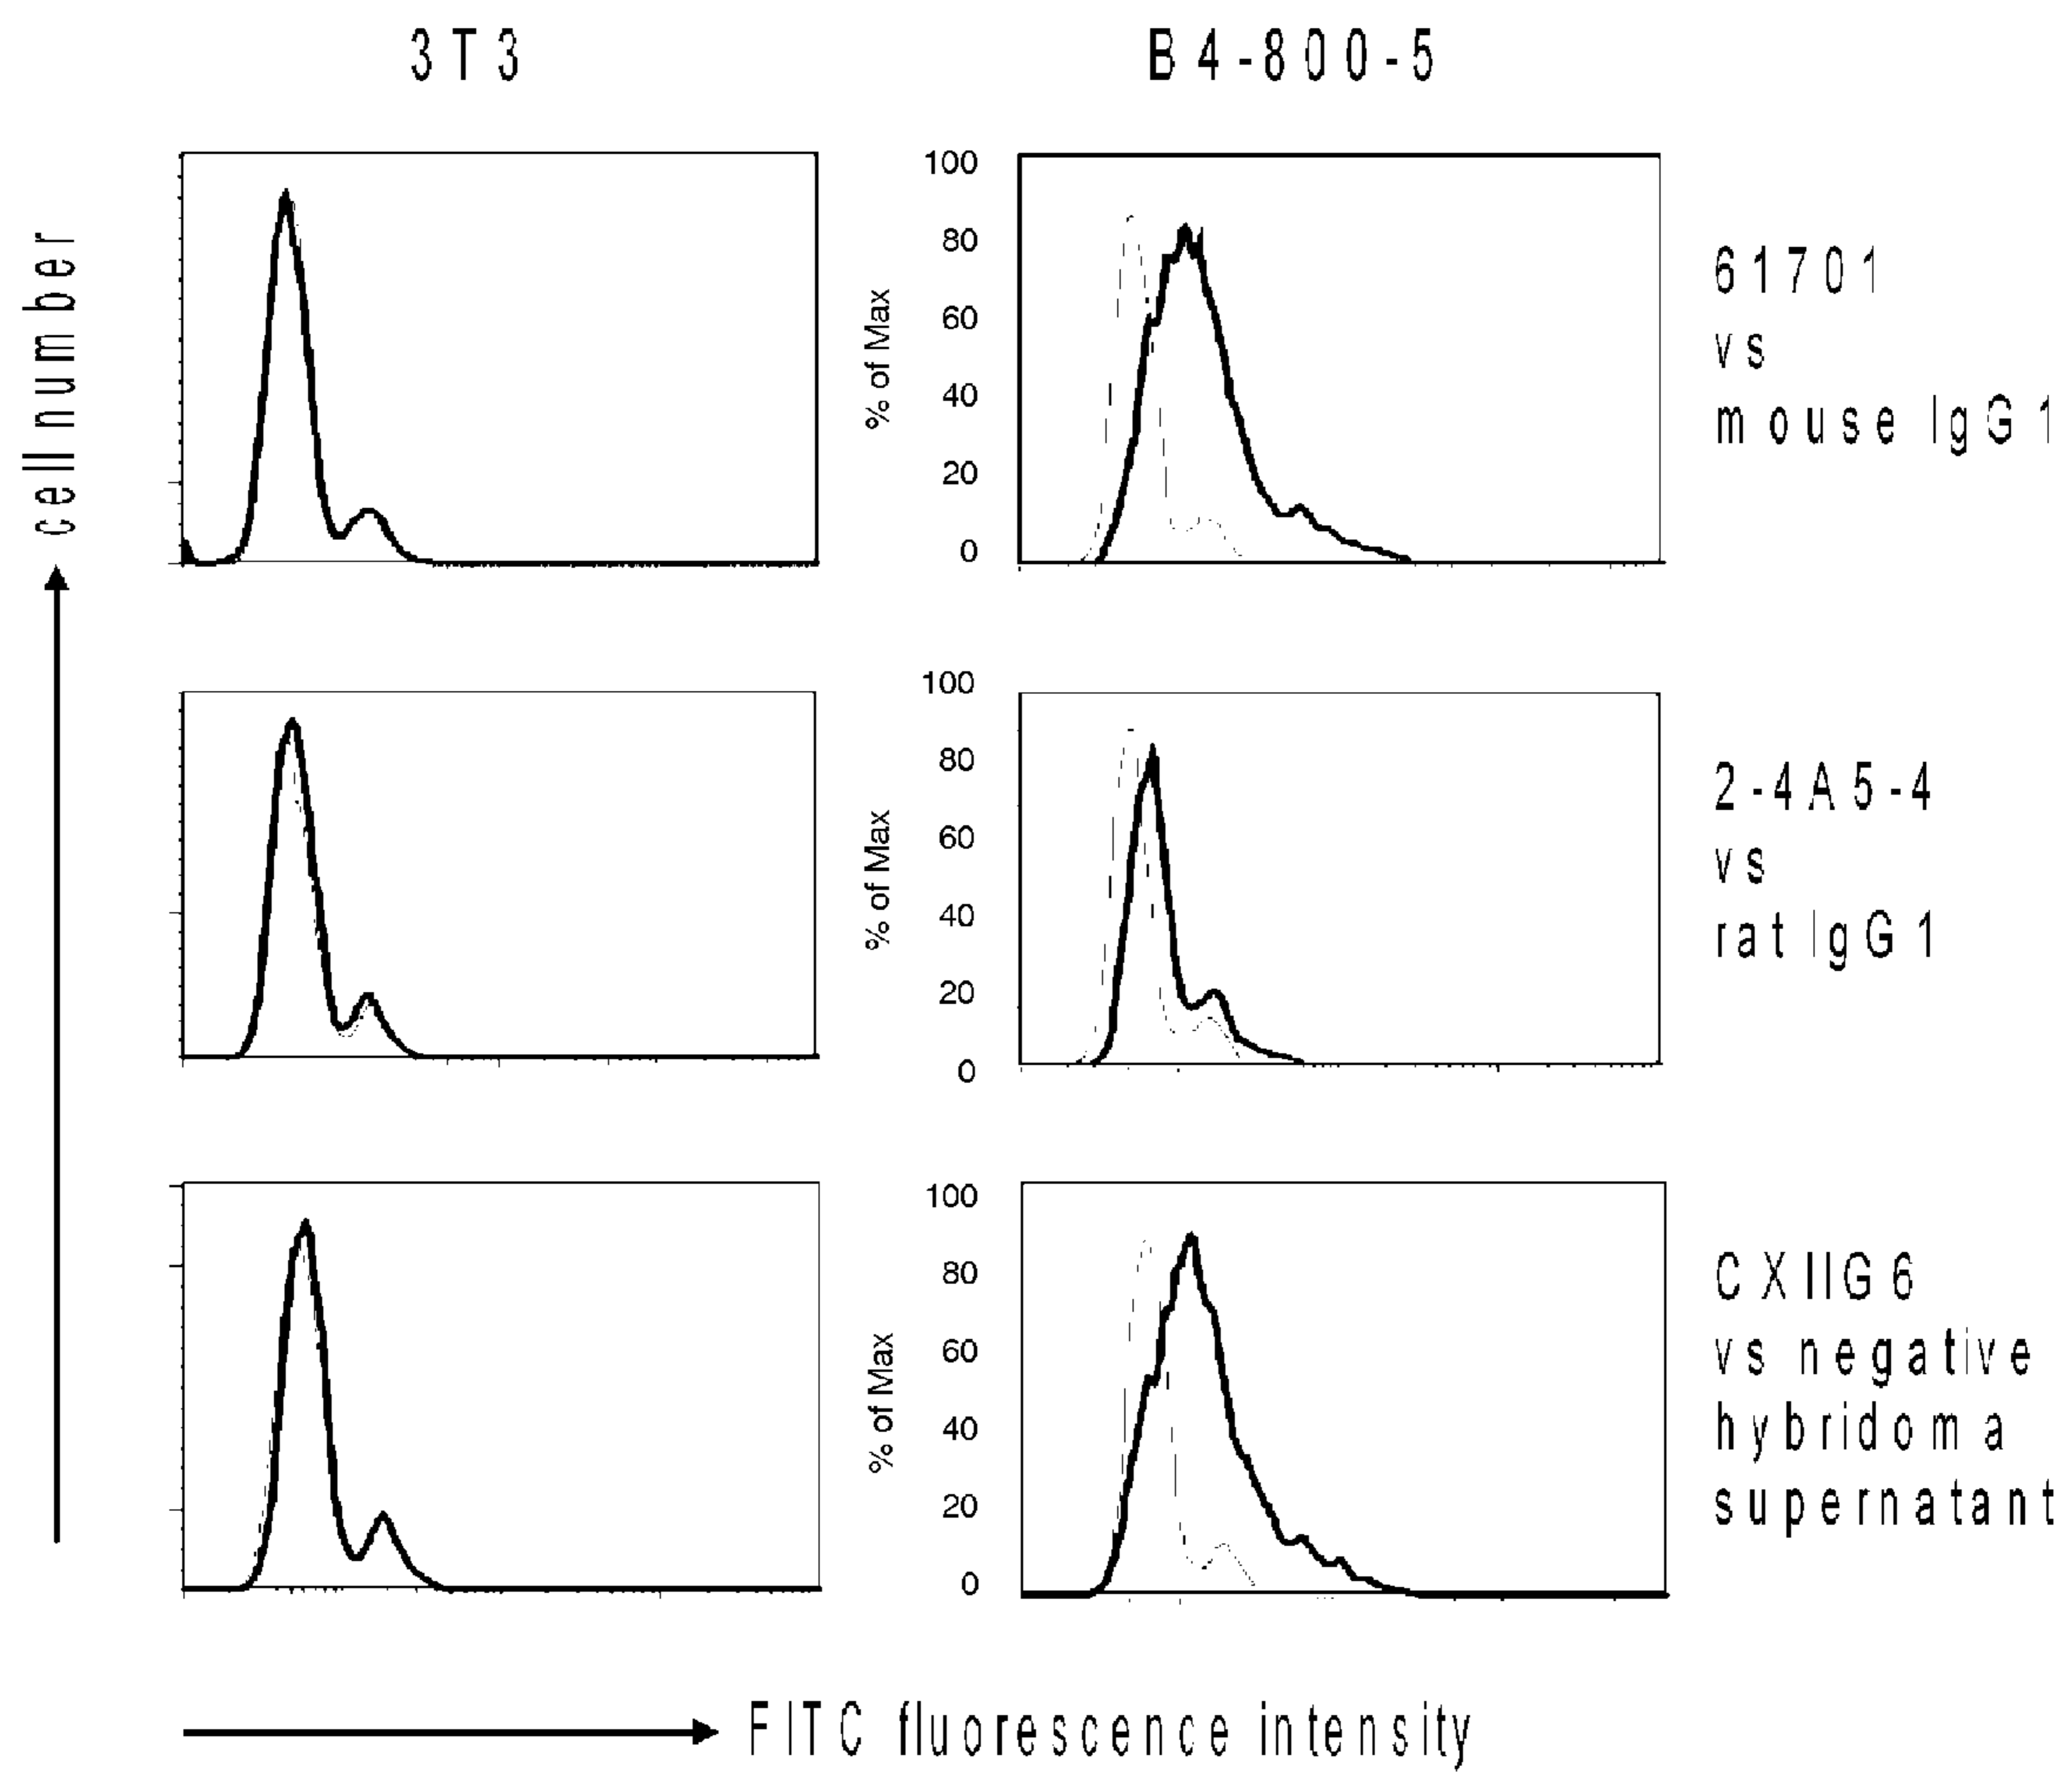 3T3
B4-800-5
cell number
% of Max
100
80
60
40
20
0
61701
vs
mouse IgG1
% of Max
100
80
60
40
20
0
2-4A5-4
vs
rat IgG1
% of Max
100
80
60
40
20
0
CXIIG6
vs negative
hybridoma
supernatant
FITC fluorescence intensity